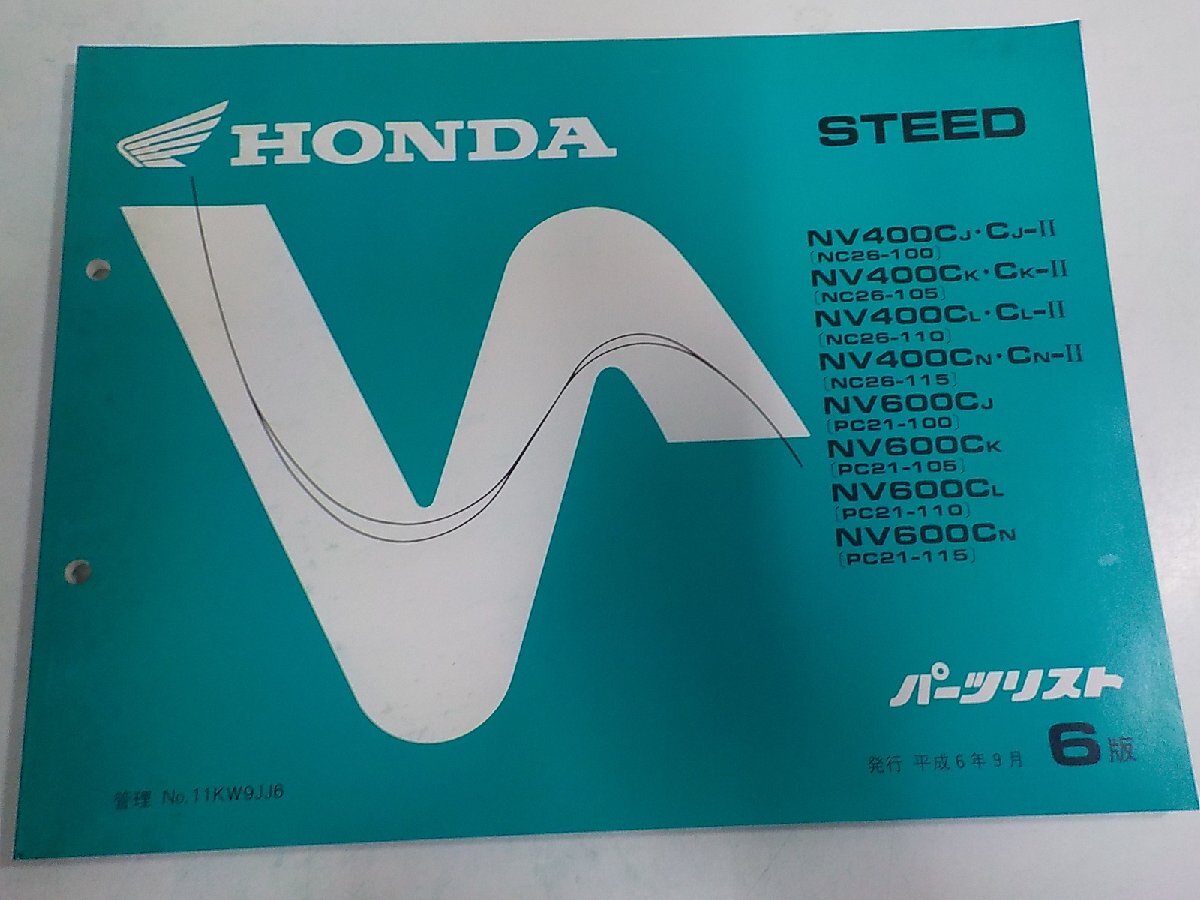 HONDA
STEED
NV400CJ・CJ-II
〔NC26-100〕
NV400CK・CK-II
〔NC26-105〕
NV400CL・CL-II
〔NC26-110〕
NV400CN・CN-II
〔NC26-115〕
NV600CJ
〔PC21-100〕
NV600CK
〔PC21-105〕
NV600CL
〔PC21-110〕
NV600CN
〔PC21-115〕
パーツリスト
発行 平成6年9月 6版
管理 No.11KW9JJ6